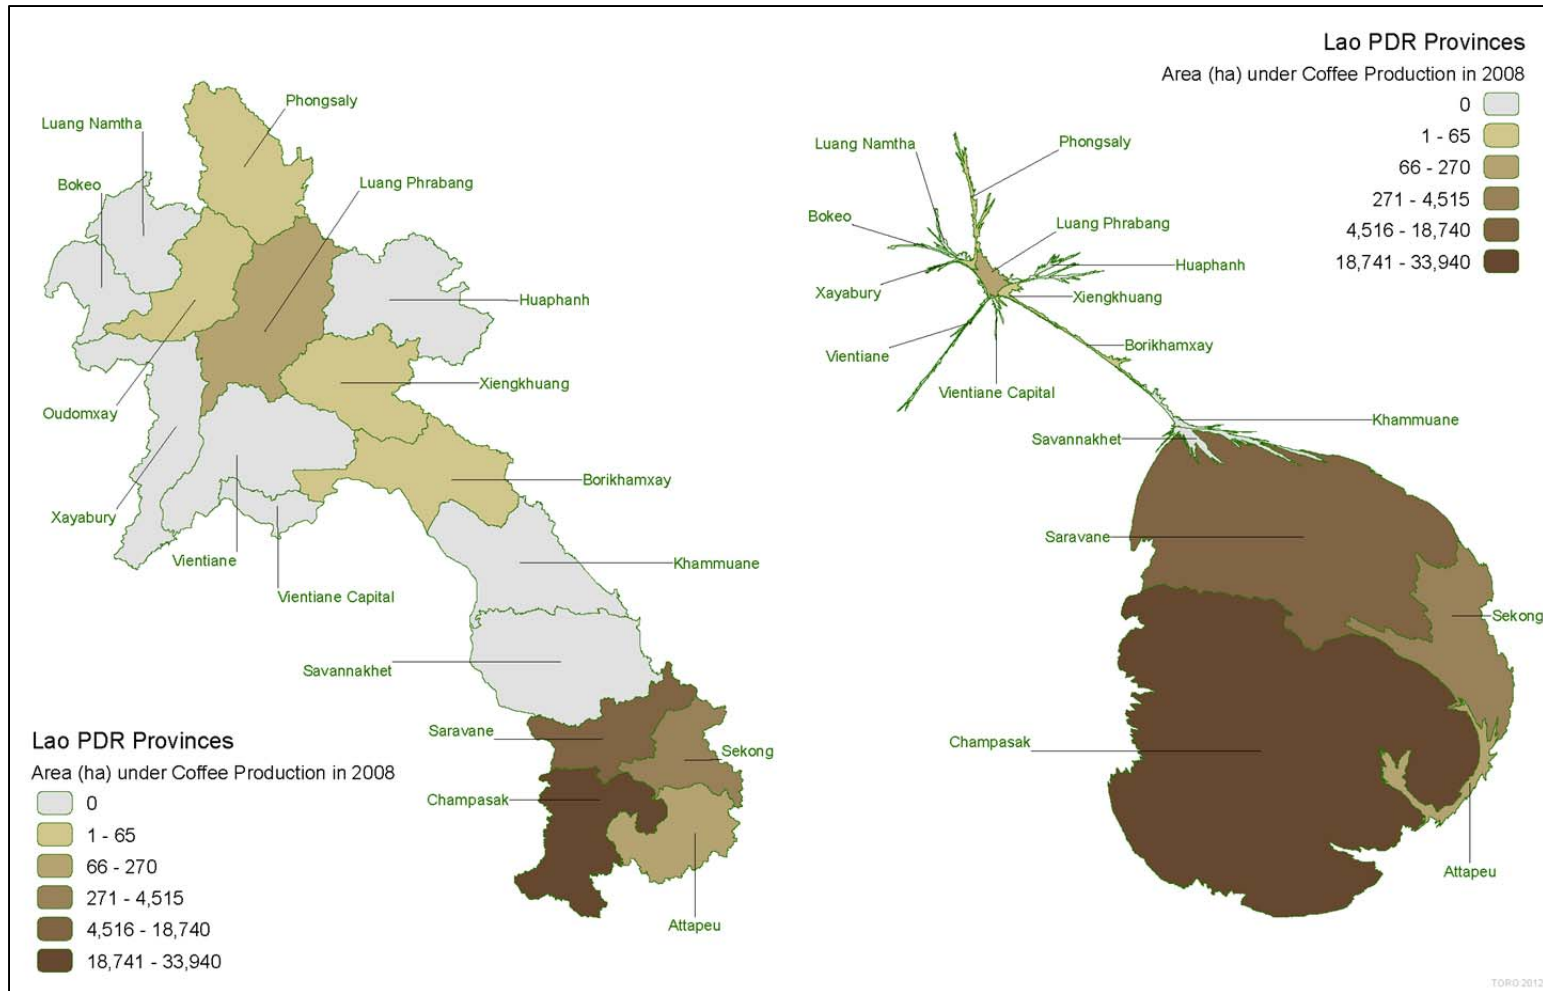 Phongsaly
Luang Namtha
Bokeo
Luang Phrabang
Huaphanh
Xiengkhuang
Oudomxay
Borikhamxay
Xayabury
Vientiane
Khammuane
Vientiane Capital
Savannakhet
Saravane
Sekong
Champasak
Attapeu
Lao PDR Provinces
Area (ha) under Coffee Production in 2008
0
1 - 65
66 - 270
271 - 4,515
4,516 - 18,740
18,741 - 33,940
Lao PDR Provinces
Area (ha) under Coffee Production in 2008
0
1 - 65
66 - 270
271 - 4,515
4,516 - 18,740
18,741 - 33,940
Luang Namtha
Phongsaly
Bokeo
Luang Phrabang
Huaphanh
Xayabury
Xiengkhuang
Vientiane
Borikhamxay
Vientiane Capital
Khammuane
Savannakhet
Saravane
Sekong
Champasak
Attapeu
TORO 2012